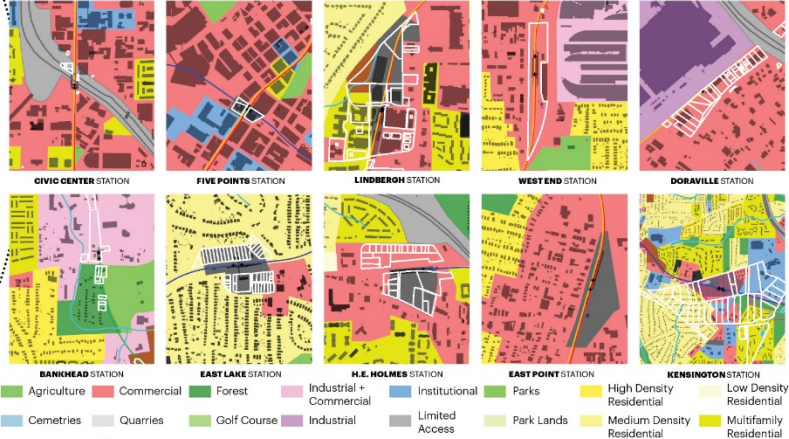 CIVIC CENTER STATION
FIVE POINTS STATION
LINDBERGH STATION
WEST END STATION
DORAVILLE STATION
BANKHEAD STATION
EAST LAKE STATION
H.E. HOLMES STATION
EAST POINT STATION
KENSINGTON STATION
Agriculture
Commercial
Forest
Industrial +
Commercial
Institutional
Parks
High Density
Residential
Low Density
Residential
Cemetries
Quarries
Golf Course
Industrial
Limited
Access
Park Lands
Medium Density
Residential
Multifamily
Residential